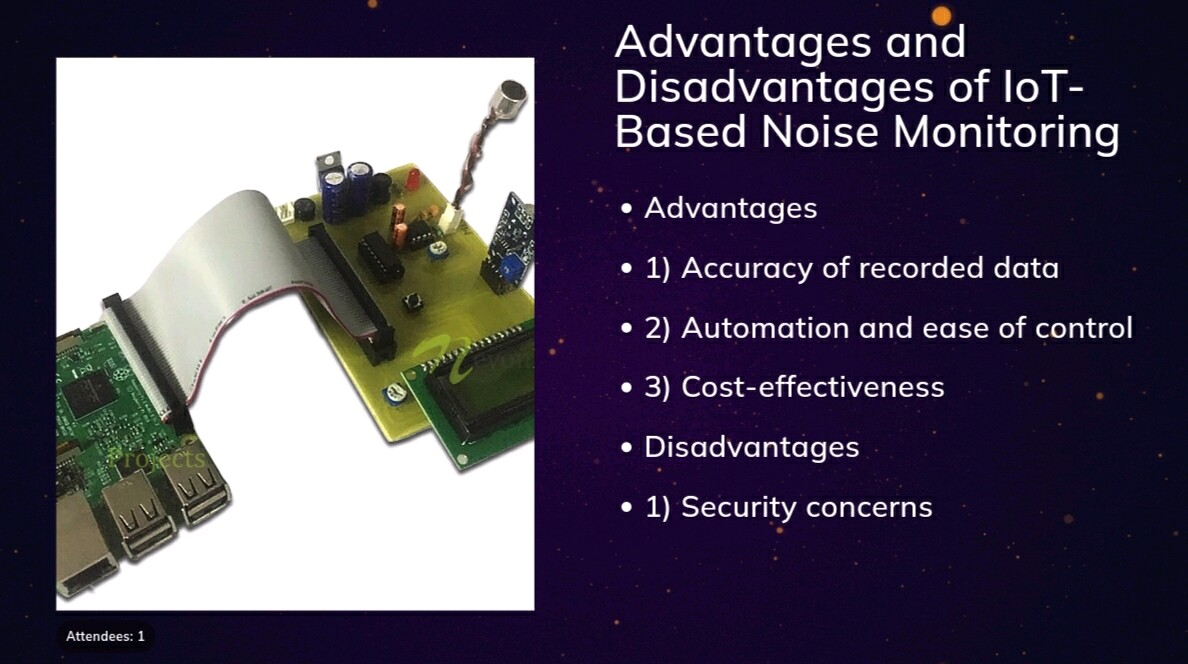 Advantages and
Disadvantages of IoT-
Based Noise Monitoring
• Advantages
• 1) Accuracy of recorded data
• 2) Automation and ease of control
• 3) Cost-effectiveness
• Disadvantages
• 1) Security concerns
Projects
Attendees: 1